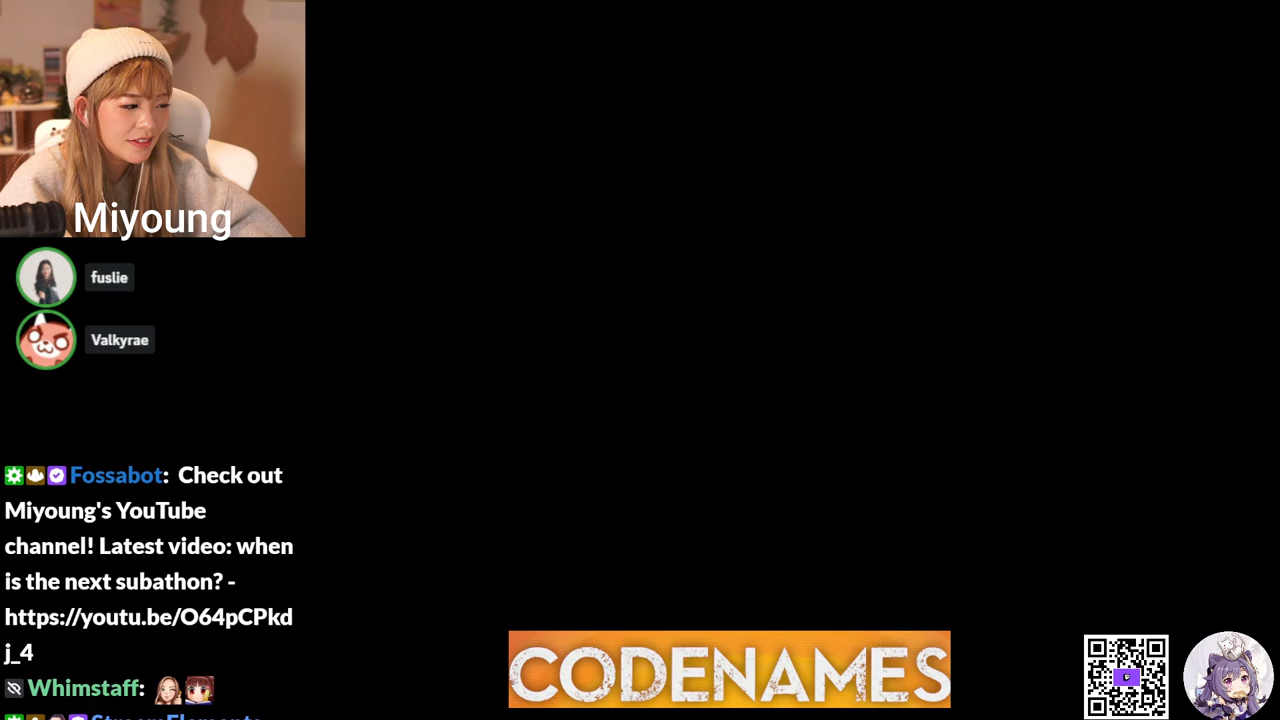 Miyoung
fuslie
Valkyrae
Fossabot: Check out
Miyoung's YouTube
channel! Latest video: when
is the next subathon? -
https://youtu.be/O64pCPkd
j_4
Whimstaff:
StreamElements
CODENAMES